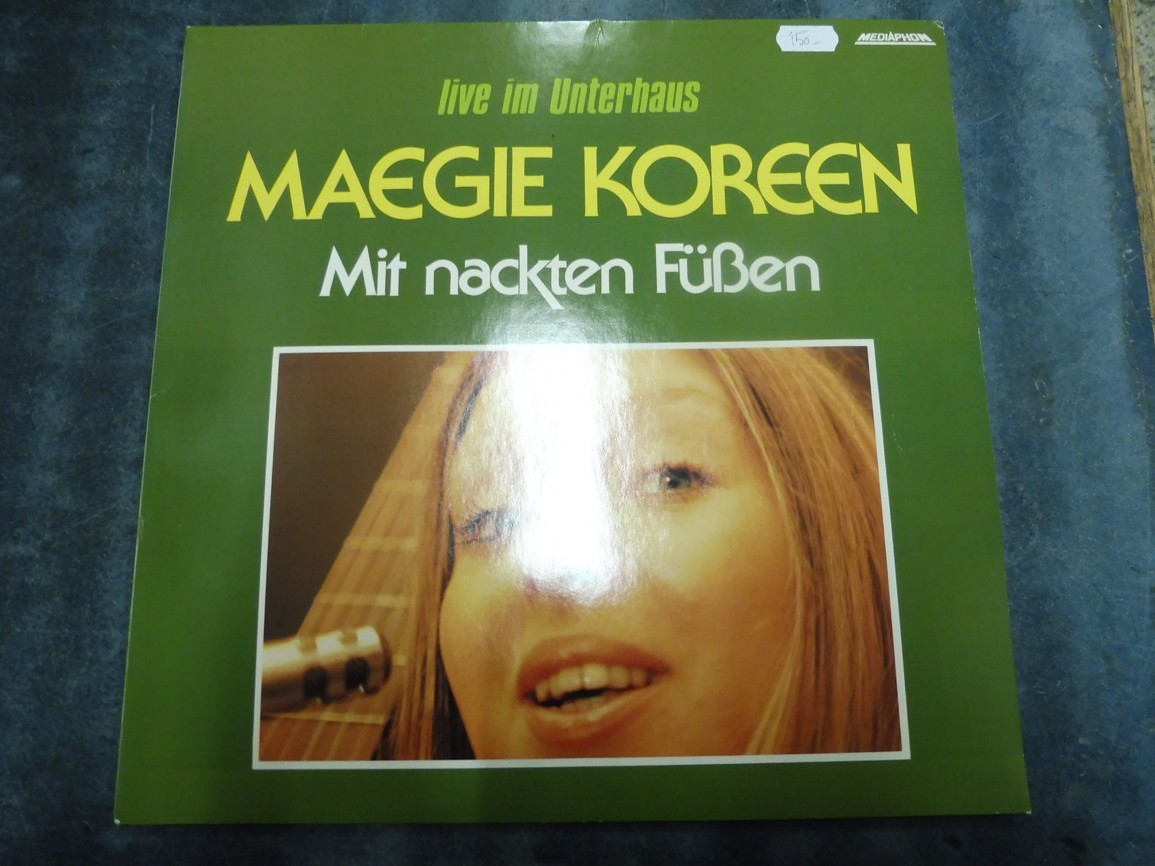 150,-
MEDIAPHON
live im Unterhaus
MAEGIE KOREEN
Mit nackten Füßen